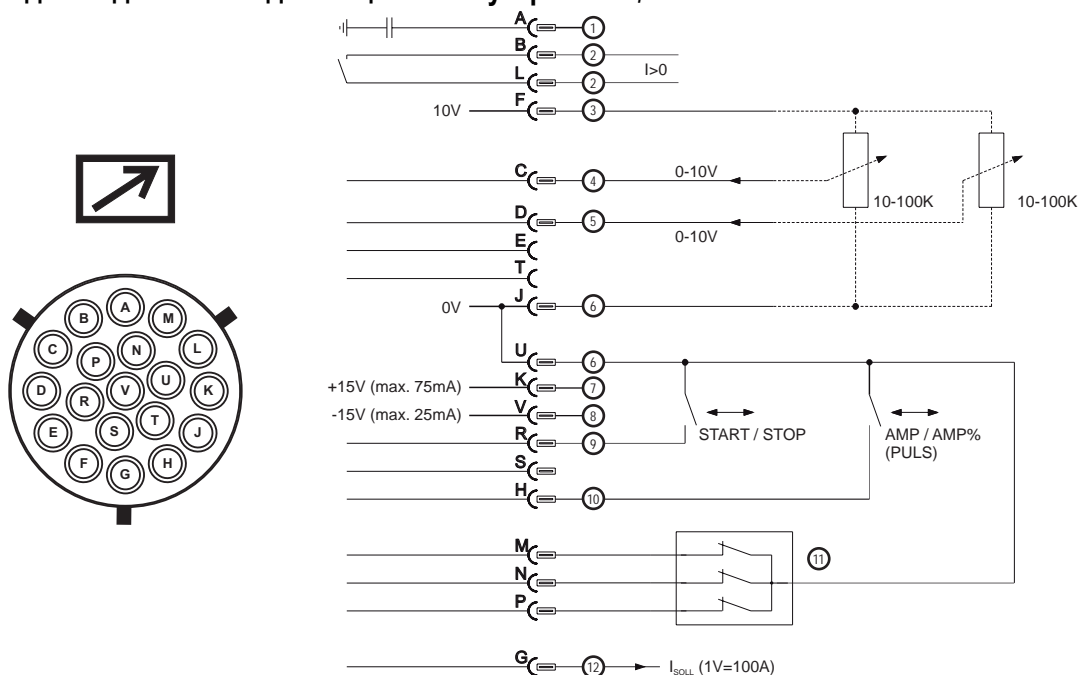 A 1
B 2
I>0
L 2
10V F 3
C 4 0-10V
10-100K 10-100K
D 5
0-10V
E
T
0V J 6
U 6
+15V (max. 75mA) K 7
-15V (max. 25mA) V 8
START / STOP
AMP / AMP%
(PULS)
R 9
S
H 10
M
11
N
P
G 12 I_SOLL (1V=100A)
A
B M
N L
C P
U
D V K
R
T
E S J
F H
G